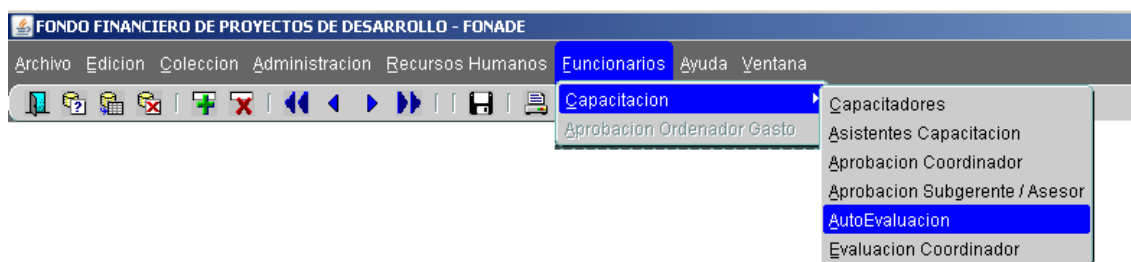 FONDO FINANCIERO DE PROYECTOS DE DESARROLLO - FONADE
Archivo Edicion Coleccion Administracion Recursos Humanos Funcionarios Ayuda Ventana
Capacitacion
Aprobacion Ordenador Gasto
Capacitadores
Asistentes Capacitacion
Aprobacion Coordinador
Aprobacion Subgerente / Asesor
AutoEvaluacion
Evaluacion Coordinador